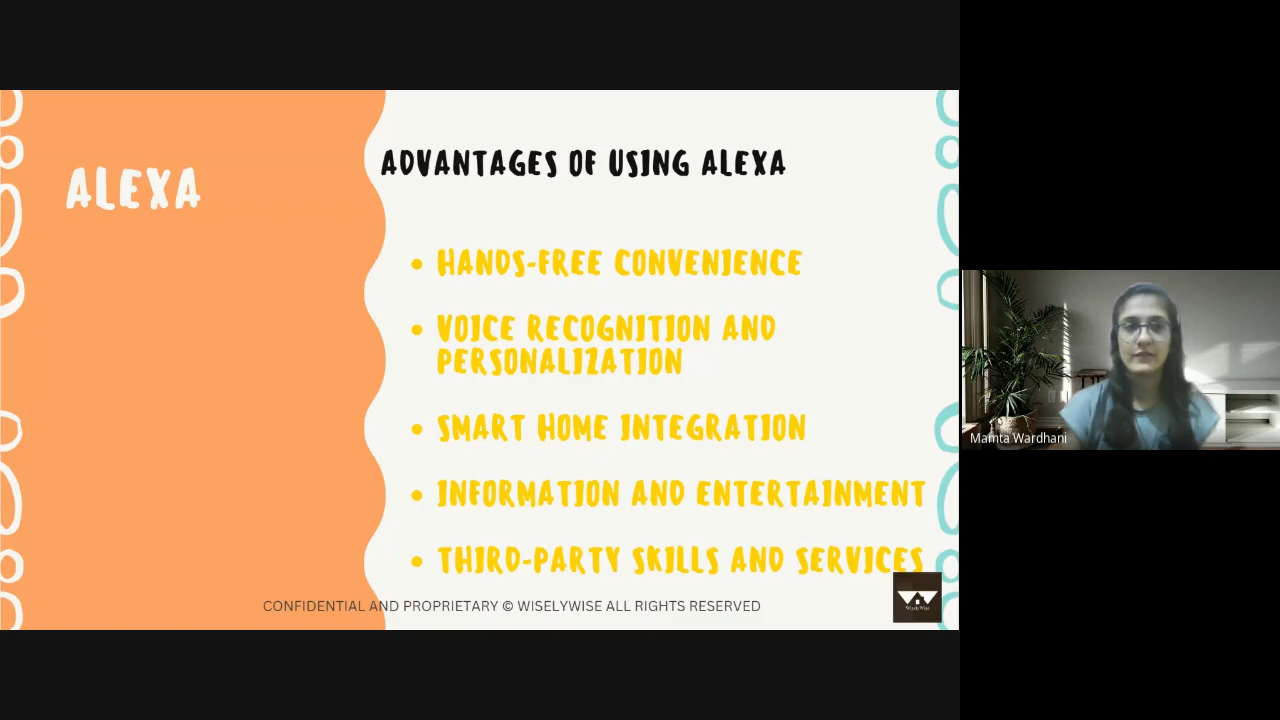 ALEXA
ADVANTAGES OF USING ALEXA
• HANDS-FREE CONVENIENCE
• VOICE RECOGNITION AND
PERSONALIZATION
• SMART HOME INTEGRATION
• INFORMATION AND ENTERTAINMENT
• THIRD-PARTY SKILLS AND SERVICES
CONFIDENTIAL AND PROPRIETARY © WISELYWISE ALL RIGHTS RESERVED
WiselyWise
Mamta Wardhani